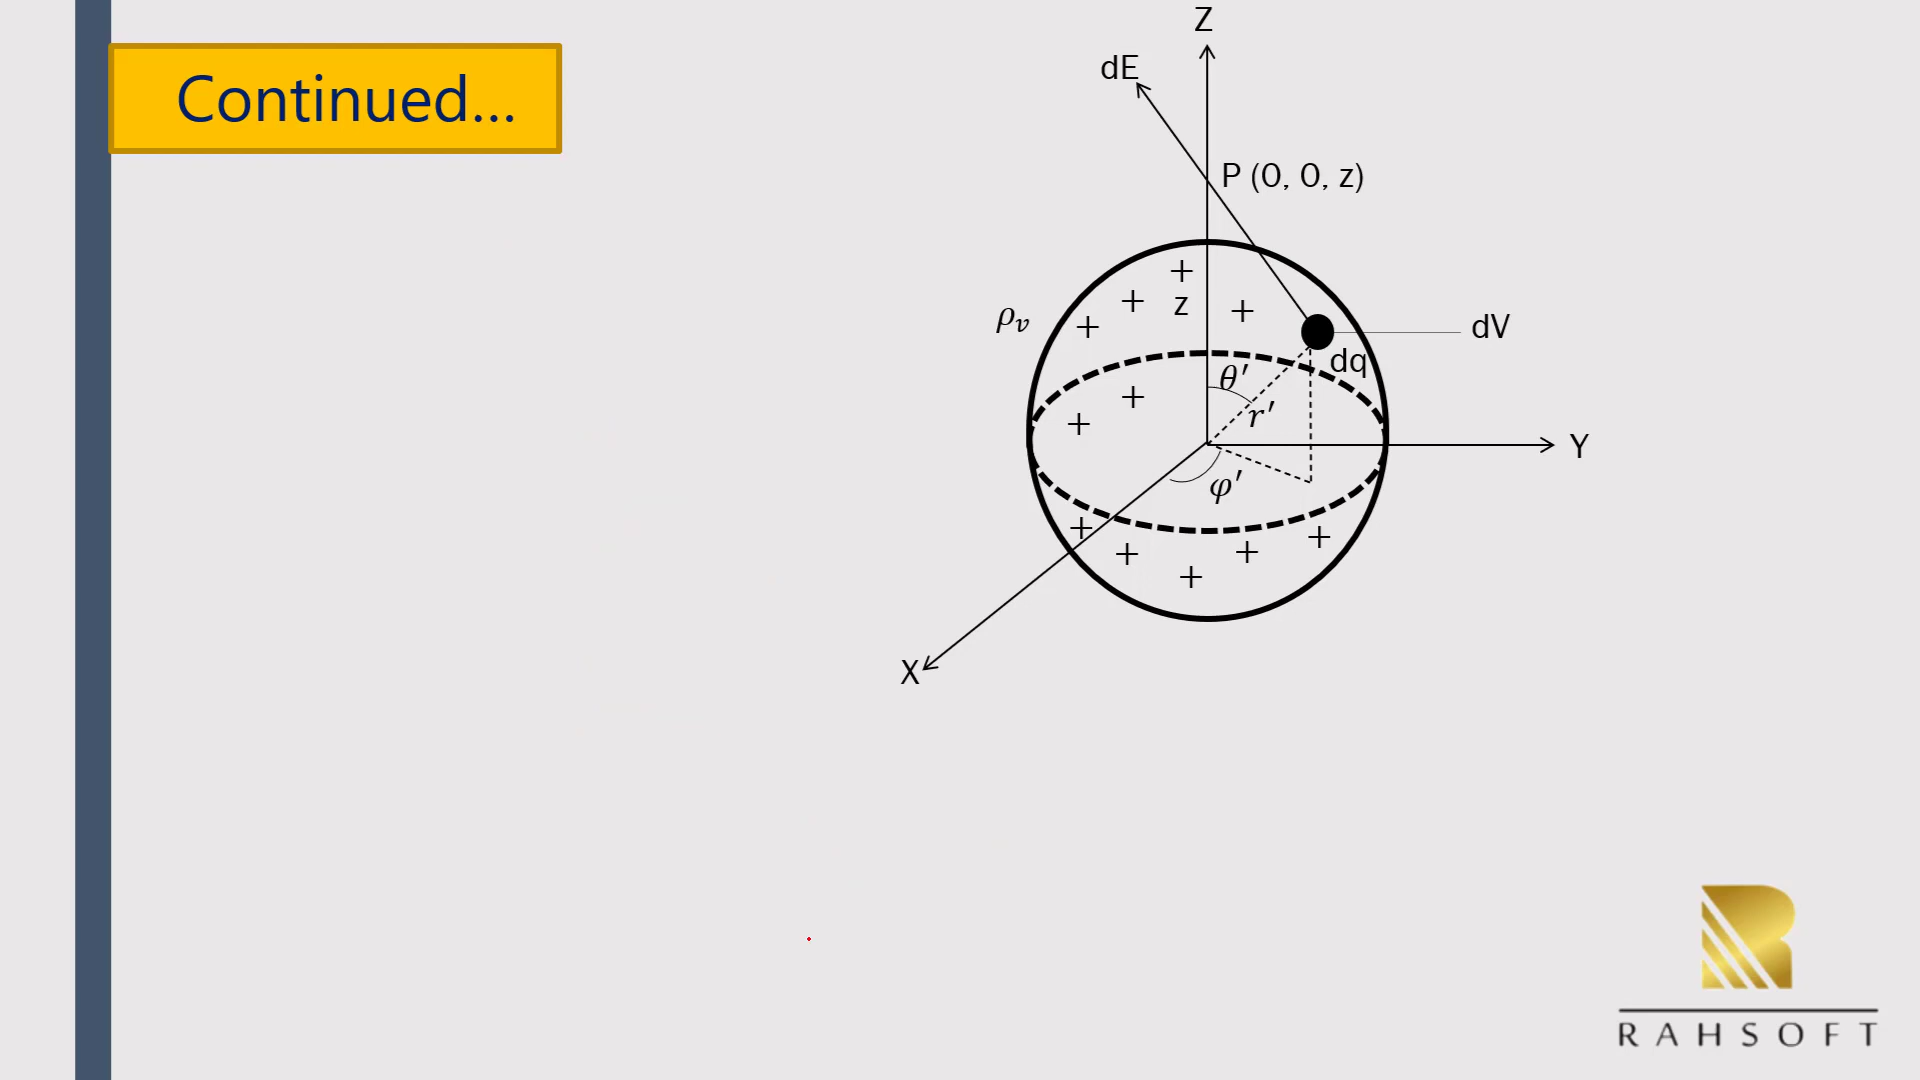 Continued...
Z
dE
P (0, 0, z)
+
+ z +
+
ρᵥ
dV
dq
θ′
+
r′
+
Y
φ′
+
+ + +
+
X
RAHSOFT